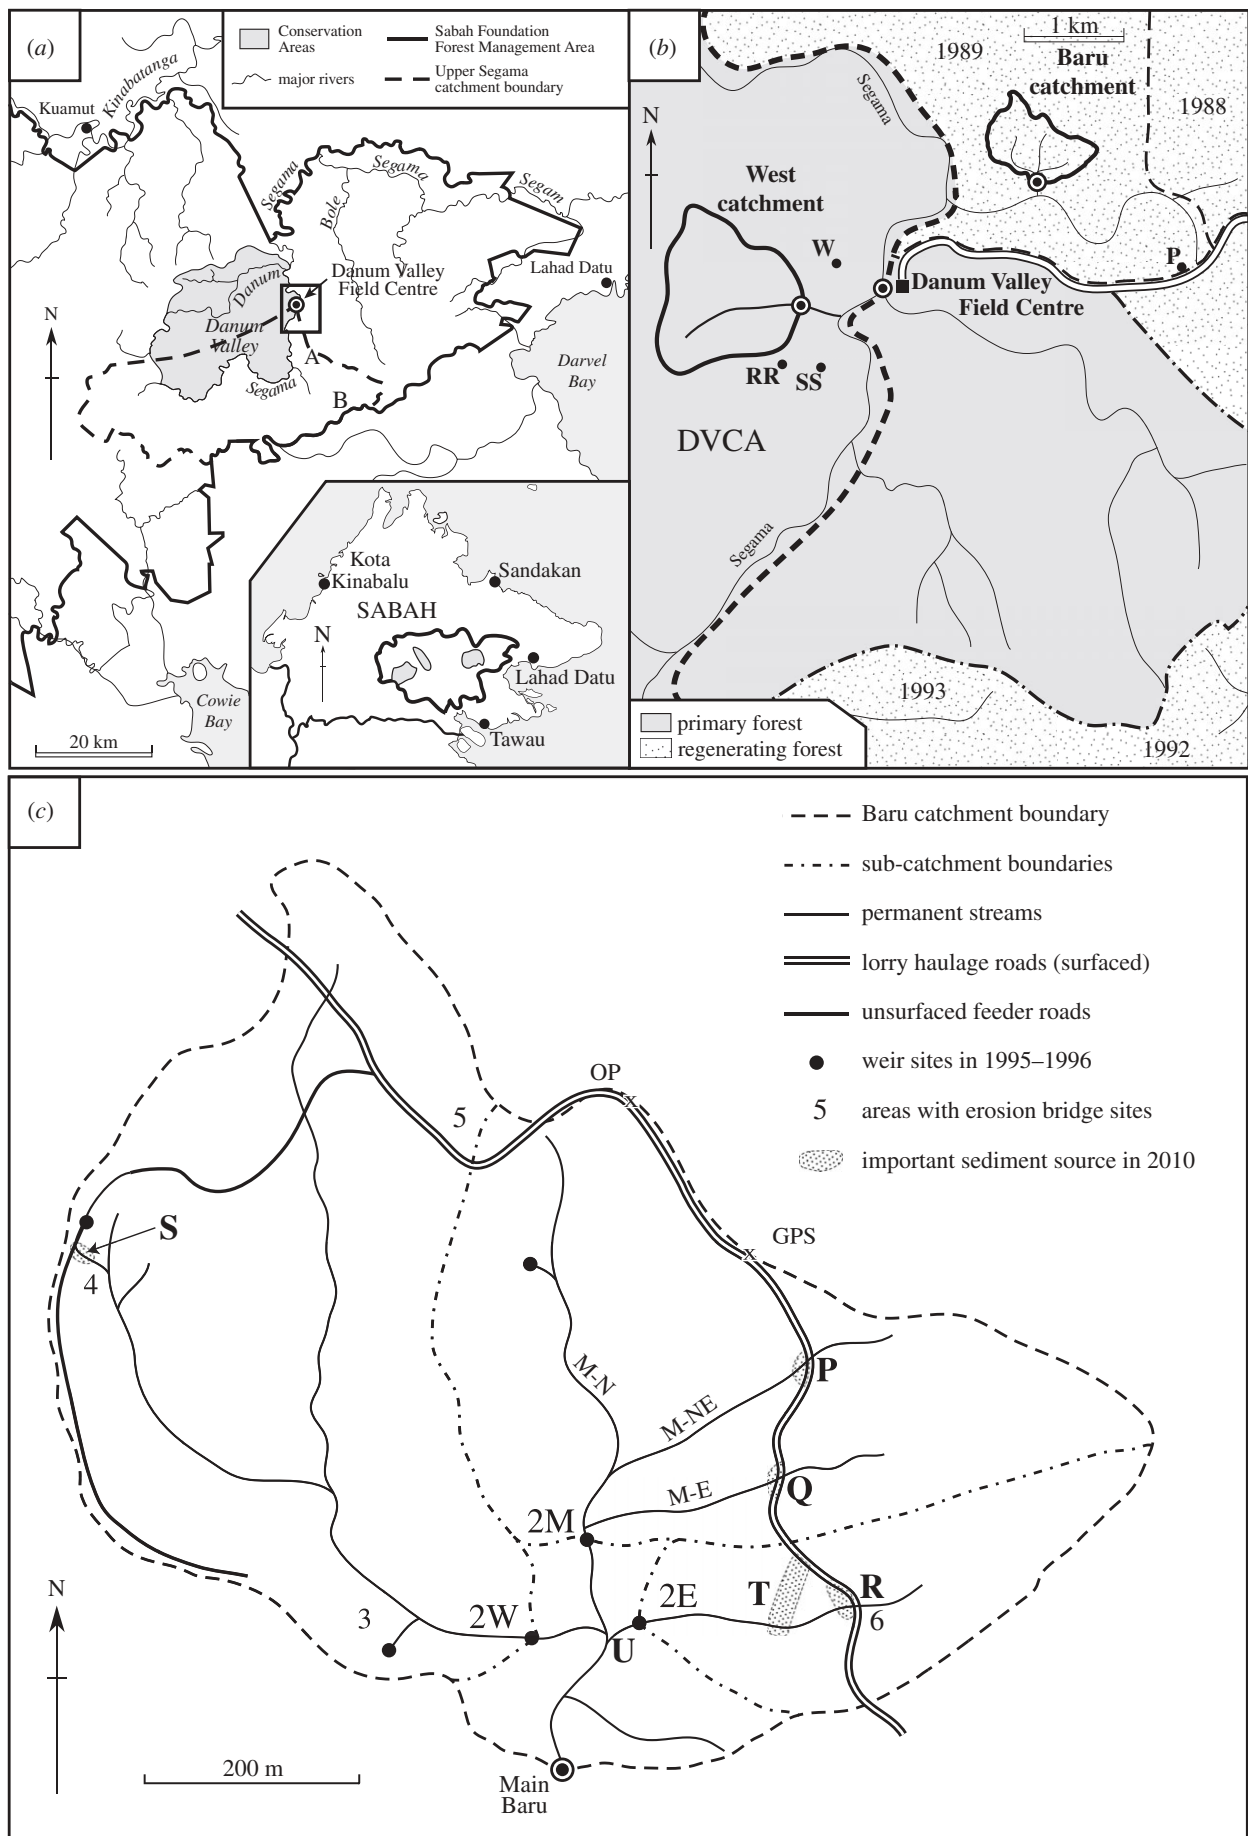 (a)
Conservation
Areas
major rivers
Sabah Foundation
Forest Management Area
Upper Segama
catchment boundary
Kinabatanga
Kuamut
Segama
Segama
Segam
Bole
Danum
Danum Valley
Field Centre
Lahad Datu
N
Danum
Valley
A
Segama
B
Darvel
Bay
Kota
Kinabalu
Sandakan
SABAH
N
Lahad Datu
Tawau
Cowie
Bay
20 km
(b)
1 km
1989
Baru
catchment
1988
N
Segama
West
catchment
W
P
Danum Valley
Field Centre
RR
SS
DVCA
Segama
1993
1992
primary forest
regenerating forest
(c)
Baru catchment boundary
sub-catchment boundaries
permanent streams
lorry haulage roads (surfaced)
unsurfaced feeder roads
weir sites in 1995–1996
5
areas with erosion bridge sites
important sediment source in 2010
OP
x
5
S
4
GPS
x
P
M-N
M-NE
M-E
Q
2M
N
T
R
2E
6
3
2W
U
200 m
Main
Baru